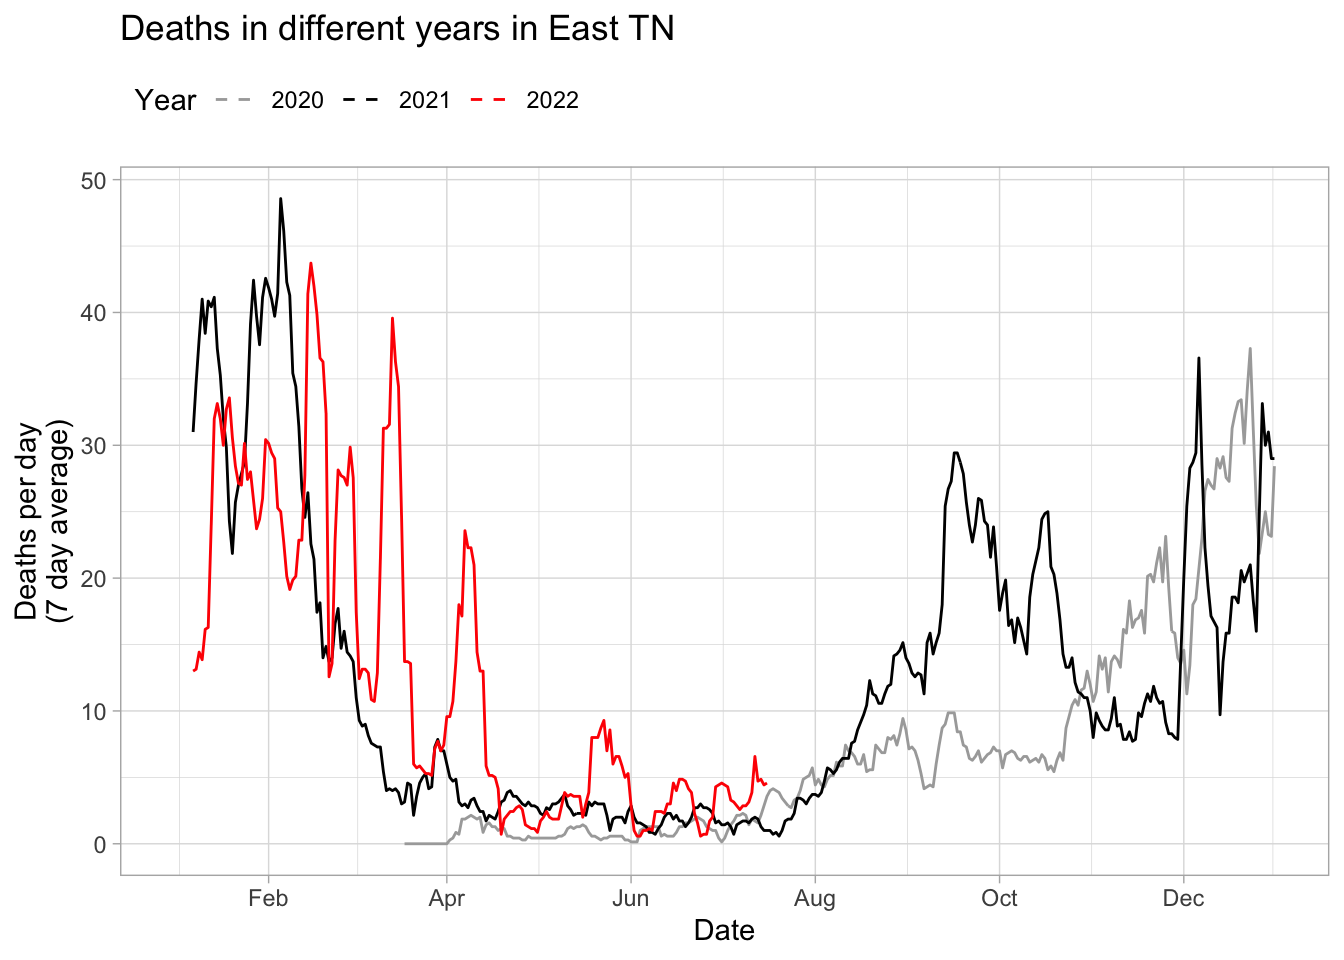 Deaths in different years in East TN
Year 2020 2021 2022
50
40
30
20
10
0
Deaths per day
(7 day average)
Feb Apr Jun Aug Oct Dec
Date